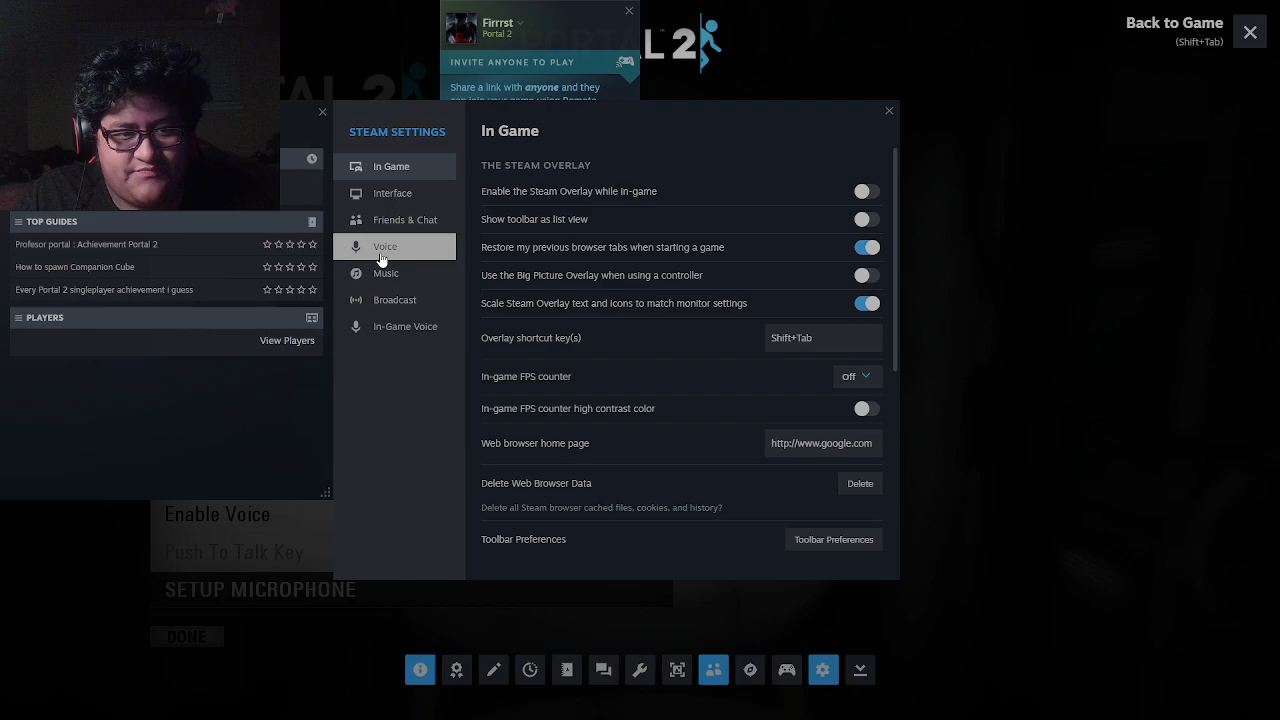 Firrrst
Portal 2
INVITE ANYONE TO PLAY
Share a link with anyone and they
AL 2
Back to Game
(Shift+Tab)
TOP GUIDES
Profesor portal : Achievement Portal 2
How to spawn Companion Cube
Every Portal 2 singleplayer achievement i guess
PLAYERS
View Players
STEAM SETTINGS
In Game
Interface
Friends & Chat
Voice
Music
Broadcast
In-Game Voice
In Game
THE STEAM OVERLAY
Enable the Steam Overlay while in-game
Show toolbar as list view
Restore my previous browser tabs when starting a game
Use the Big Picture Overlay when using a controller
Scale Steam Overlay text and icons to match monitor settings
Overlay shortcut key(s) Shift+Tab
In-game FPS counter Off
In-game FPS counter high contrast color
Web browser home page http://www.google.com
Delete Web Browser Data Delete
Delete all Steam browser cached files, cookies, and history?
Toolbar Preferences Toolbar Preferences
Enable Voice
Push To Talk Key
SETUP MICROPHONE
DONE